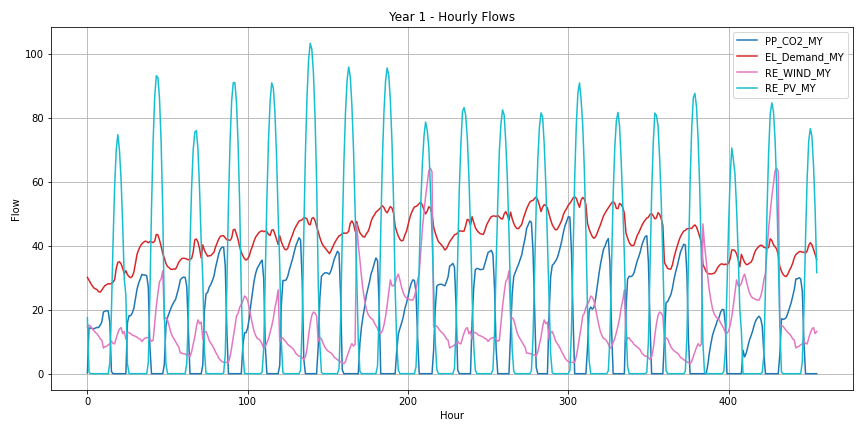 Year 1 - Hourly Flows
PP_CO2_MY
EL_Demand_MY
RE_WIND_MY
RE_PV_MY
Flow
100
80
60
40
20
0
0
100
200
300
400
Hour